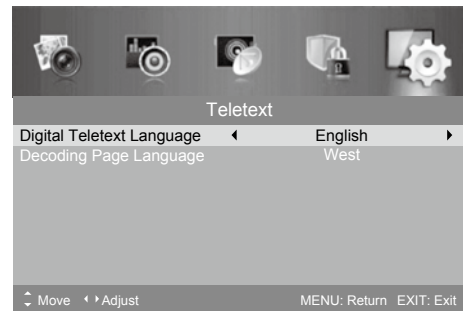 Teletext
Digital Teletext Language English
Decoding Page Language West
Move Adjust MENU: Return EXIT: Exit